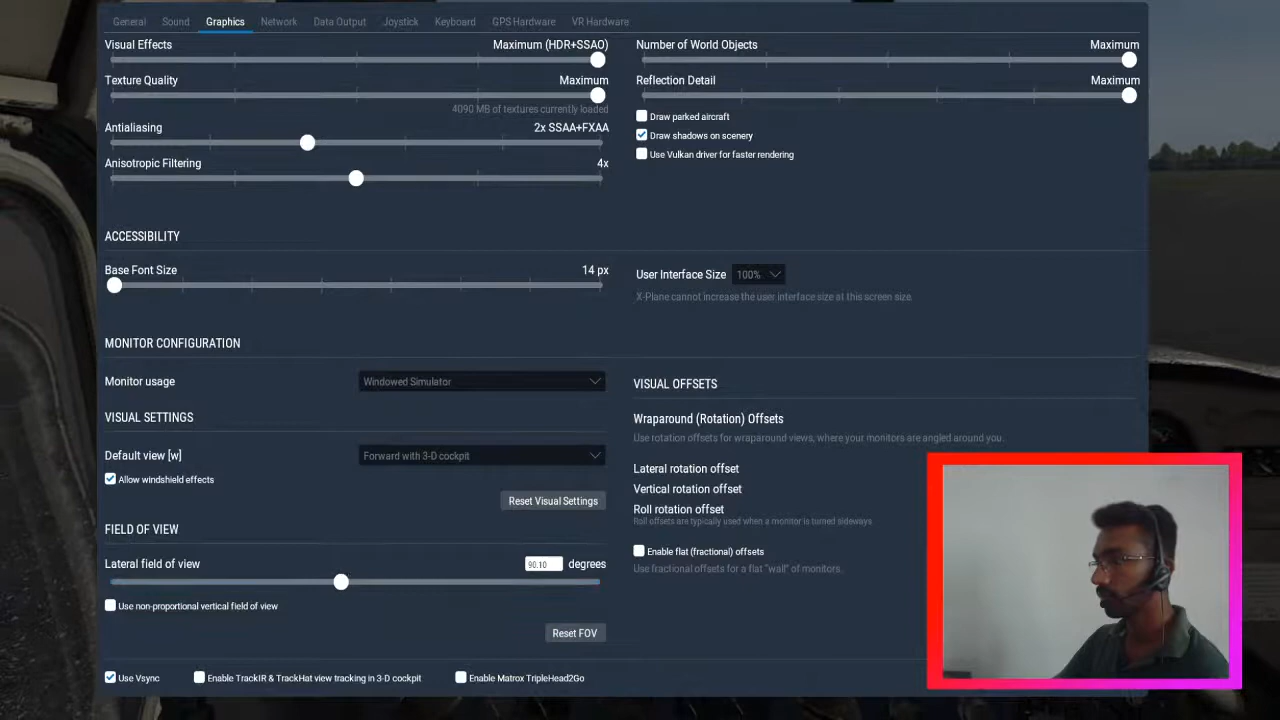 General Sound Graphics Network Data Output Joystick Keyboard GPS Hardware VR Hardware
Visual Effects Maximum (HDR+SSAO)
Texture Quality Maximum
4090 MB of textures currently loaded
Antialiasing 2x SSAA+FXAA
Anisotropic Filtering 4x
Number of World Objects Maximum
Reflection Detail Maximum
Draw parked aircraft
Draw shadows on scenery
Use Vulkan driver for faster rendering
ACCESSIBILITY
Base Font Size 14 px
User Interface Size 100%
X-Plane cannot increase the user interface size at this screen size.
MONITOR CONFIGURATION
Monitor usage Windowed Simulator
VISUAL SETTINGS
Default view [w] Forward with 3-D cockpit
Allow windshield effects
Reset Visual Settings
FIELD OF VIEW
Lateral field of view 90.10 degrees
Use non-proportional vertical field of view
Reset FOV
VISUAL OFFSETS
Wraparound (Rotation) Offsets
Use rotation offsets for wraparound views, where your monitors are angled around you.
Lateral rotation offset
Vertical rotation offset
Roll rotation offset
Roll offsets are typically used when a monitor is turned sideways
Enable flat (fractional) offsets
Use fractional offsets for a flat "wall" of monitors.
Use Vsync Enable TrackIR & TrackHat view tracking in 3-D cockpit Enable Matrox TripleHead2Go